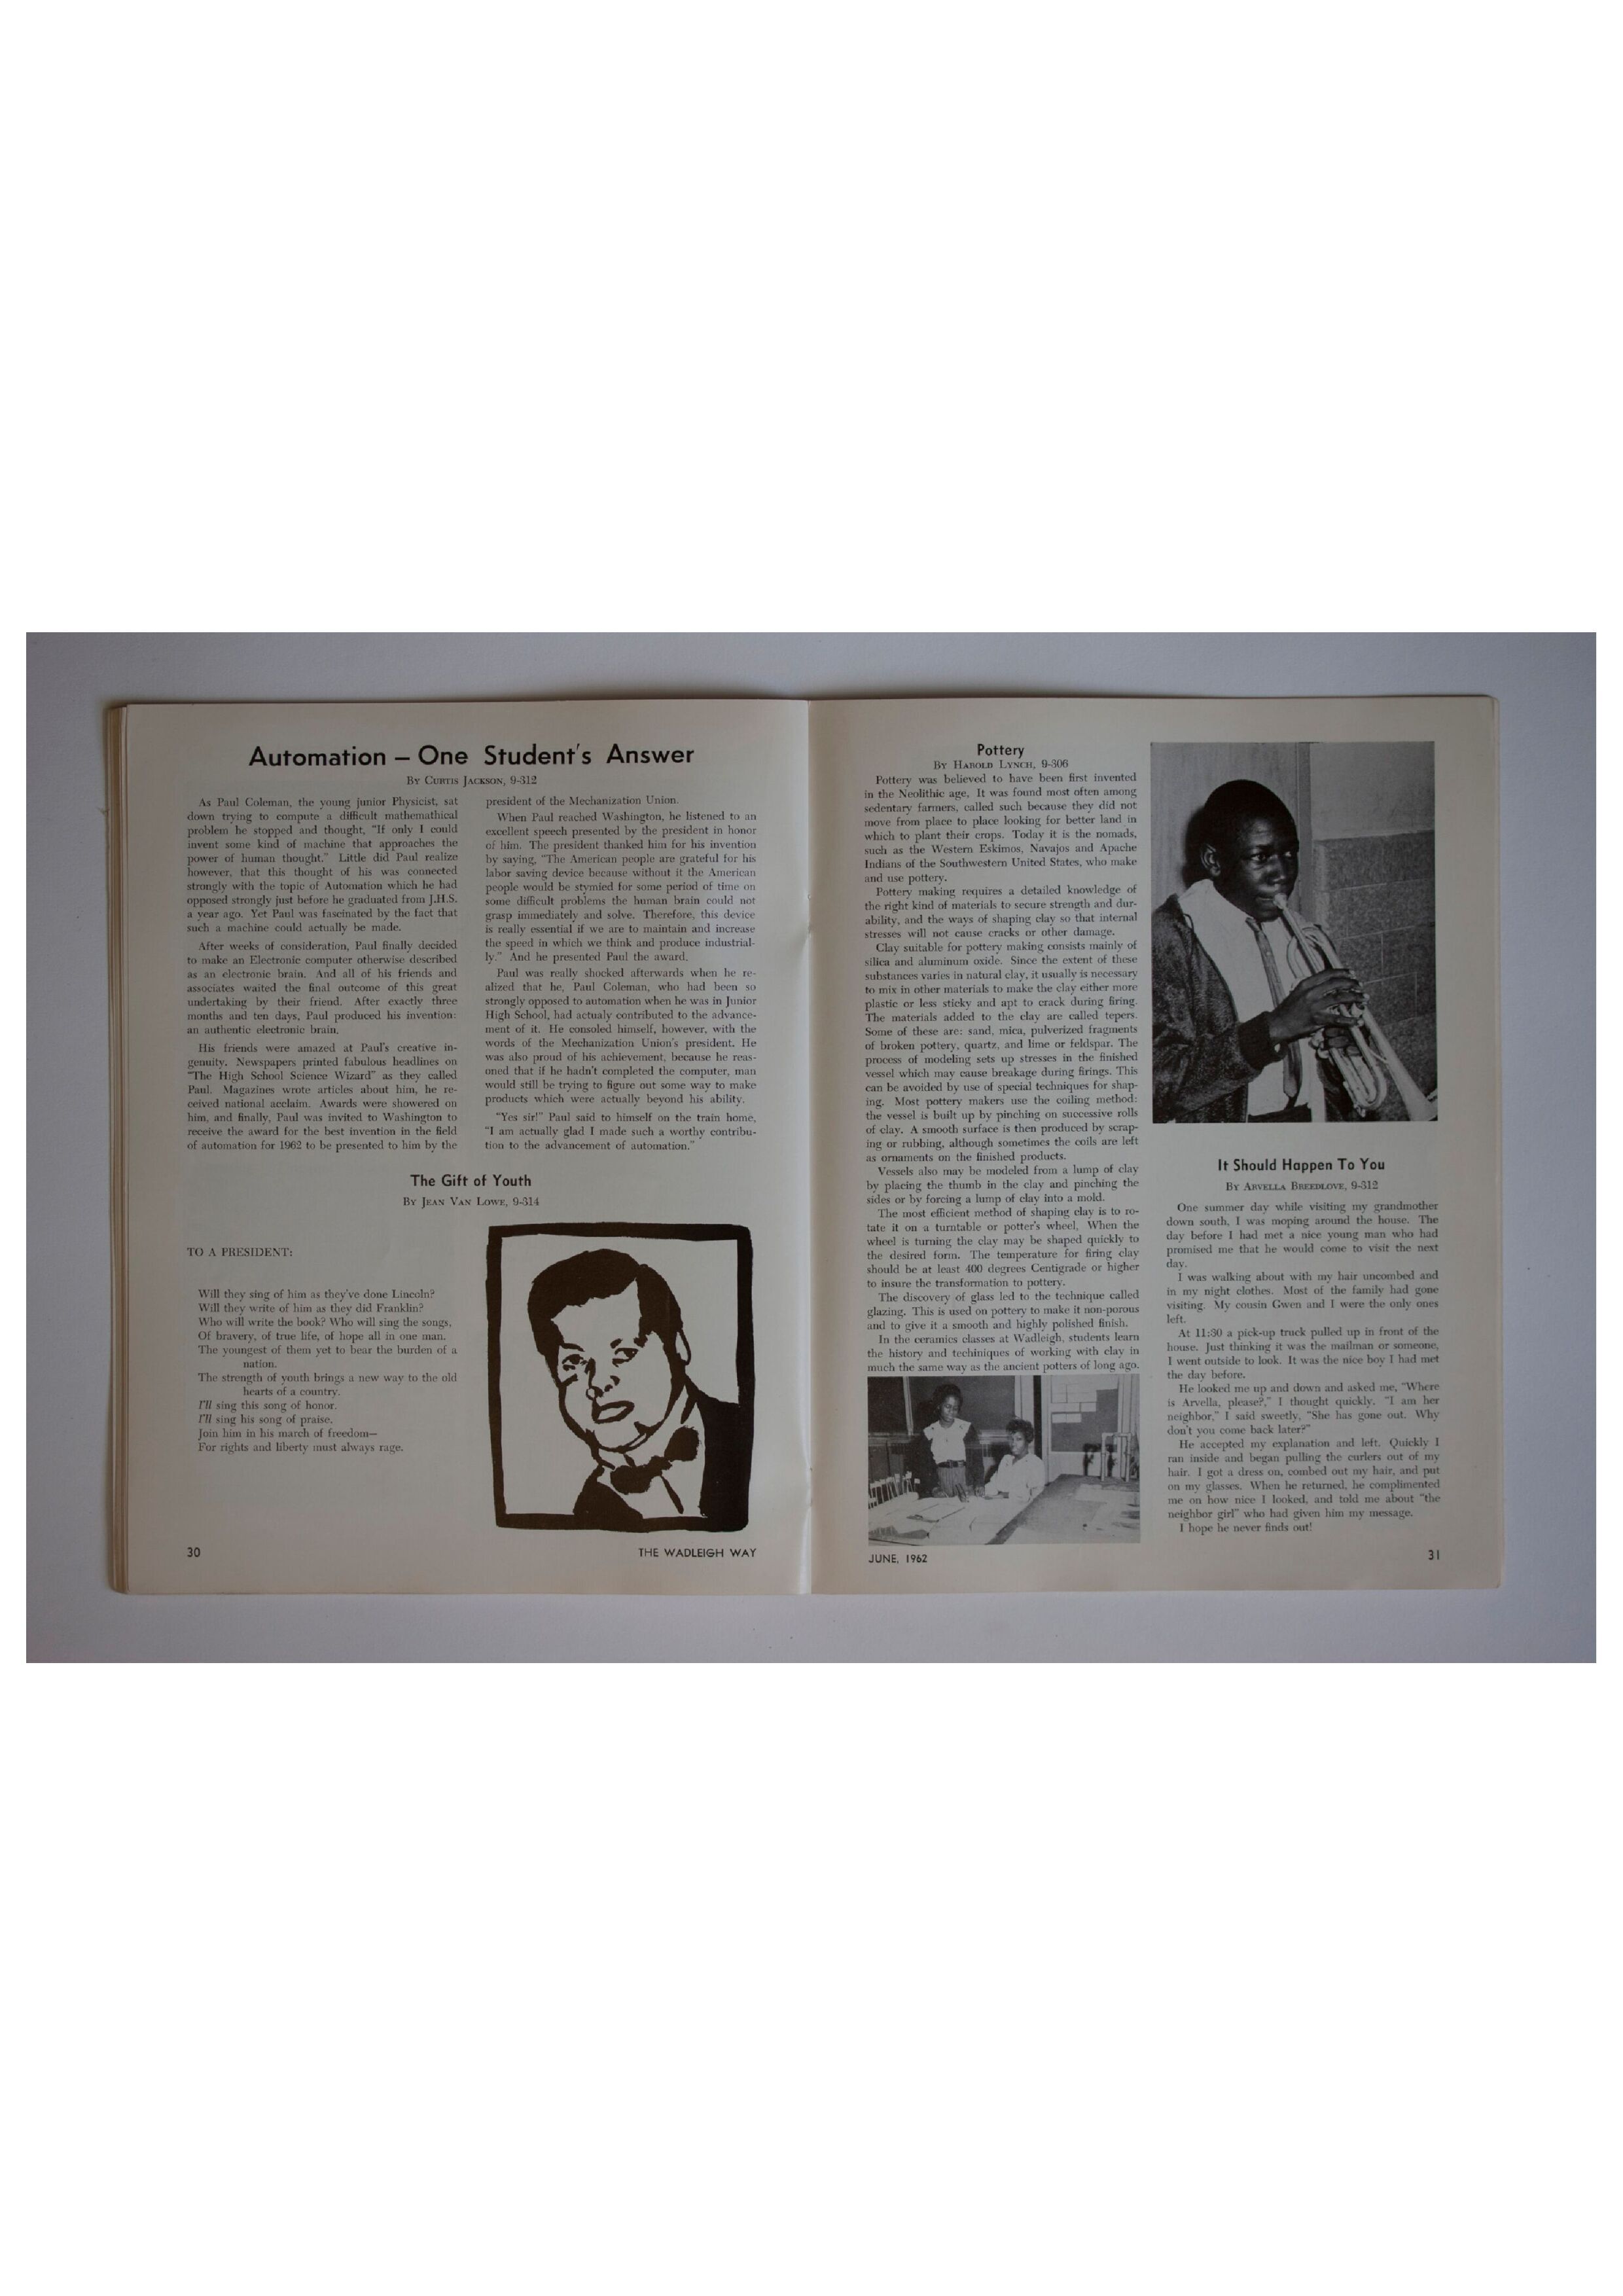 Automation – One Student's Answer
By Curtis Jackson, 9-312
As Paul Coleman, the young junior Physicist, sat
down trying to compute a difficult mathemathical
problem he stopped and thought, "If only I could
invent some kind of machine that approaches the
power of human thought." Little did Paul realize
however, that this thought of his was connected
strongly with the topic of Automation which he had
opposed strongly just before he graduated from J.H.S.
a year ago. Yet Paul was fascinated by the fact that
such a machine could actually be made.
After weeks of consideration, Paul finally decided
to make an Electronic computer otherwise described
as an electronic brain. And all of his friends and
associates waited the final outcome of this great
undertaking by their friend. After exactly three
months and ten days, Paul produced his invention:
an authentic electronic brain.
His friends were amazed at Paul's creative in-
genuity. Newspapers printed fabulous headlines on
"The High School Science Wizard" as they called
Paul. Magazines wrote articles about him, he re-
ceived national acclaim. Awards were showered on
him, and finally, Paul was invited to Washington to
receive the award for the best invention in the field
of automation for 1962 to be presented to him by the
president of the Mechanization Union.
When Paul reached Washington, he listened to an
excellent speech presented by the president in honor
of him. The president thanked him for his invention
by saying, "The American people are grateful for his
labor saving device because without it the American
people would be stymied for some period of time on
some difficult problems the human brain could not
grasp immediately and solve. Therefore, this device
is really essential if we are to maintain and increase
the speed in which we think and produce industrial-
ly." And he presented Paul the award.
Paul was really shocked afterwards when he re-
alized that he, Paul Coleman, who had been so
strongly opposed to automation when he was in Junior
High School, had actualy contributed to the advance-
ment of it. He consoled himself, however, with the
words of the Mechanization Union's president. He
was also proud of his achievement, because he reas-
oned that if he hadn't completed the computer, man
would still be trying to figure out some way to make
products which were actually beyond his ability.
"Yes sir!" Paul said to himself on the train home,
"I am actually glad I made such a worthy contribu-
tion to the advancement of automation."
The Gift of Youth
By Jean Van Lowe, 9-314
TO A PRESIDENT:
Will they sing of him as they've done Lincoln?
Will they write of him as they did Franklin?
Who will write the book? Who will sing the songs,
Of bravery, of true life, of hope all in one man.
The youngest of them yet to bear the burden of a
nation.
The strength of youth brings a new way to the old
hearts of a country.
I'll sing this song of honor.
I'll sing his song of praise.
Join him in his march of freedom—
For rights and liberty must always rage.
30
THE WADLEIGH WAY
Pottery
By Harold Lynch, 9-306
Pottery was believed to have been first invented
in the Neolithic age, It was found most often among
sedentary farmers, called such because they did not
move from place to place looking for better land in
which to plant their crops. Today it is the nomads,
such as the Western Eskimos, Navajos and Apache
Indians of the Southwestern United States, who make
and use pottery.
Pottery making requires a detailed knowledge of
the right kind of materials to secure strength and dur-
ability, and the ways of shaping clay so that internal
stresses will not cause cracks or other damage.
Clay suitable for pottery making consists mainly of
silica and aluminum oxide. Since the extent of these
substances varies in natural clay, it usually is necessary
to mix in other materials to make the clay either more
plastic or less sticky and apt to crack during firing.
The materials added to the clay are called tepers.
Some of these are: sand, mica, pulverized fragments
of broken pottery, quartz, and lime or feldspar. The
process of modeling sets up stresses in the finished
vessel which may cause breakage during firings. This
can be avoided by use of special techniques for shap-
ing. Most pottery makers use the coiling method:
the vessel is built up by pinching on successive rolls
of clay. A smooth surface is then produced by scrap-
ing or rubbing, although sometimes the coils are left
as ornaments on the finished products.
Vessels also may be modeled from a lump of clay
by placing the thumb in the clay and pinching the
sides or by forcing a lump of clay into a mold.
The most efficient method of shaping clay is to ro-
tate it on a turntable or potter's wheel, When the
wheel is turning the clay may be shaped quickly to
the desired form. The temperature for firing clay
should be at least 400 degrees Centigrade or higher
to insure the transformation to pottery.
The discovery of glass led to the technique called
glazing. This is used on pottery to make it non-porous
and to give it a smooth and highly polished finish.
In the ceramics classes at Wadleigh, students learn
the history and techiniques of working with clay in
much the same way as the ancient potters of long ago.
It Should Happen To You
By Arvella Breedlove, 9-312
One summer day while visiting my grandmother
down south, I was moping around the house. The
day before I had met a nice young man who had
promised me that he would come to visit the next
day.
I was walking about with my hair uncombed and
in my night clothes. Most of the family had gone
visiting. My cousin Gwen and I were the only ones
left.
At 11:30 a pick-up truck pulled up in front of the
house. Just thinking it was the mailman or someone,
I went outside to look. It was the nice boy I had met
the day before.
He looked me up and down and asked me, "Where
is Arvella, please?," I thought quickly. "I am her
neighbor," I said sweetly, "She has gone out. Why
don't you come back later?"
He accepted my explanation and left. Quickly I
ran inside and began pulling the curlers out of my
hair. I got a dress on, combed out my hair, and put
on my glasses. When he returned, he complimented
me on how nice I looked, and told me about "the
neighbor girl" who had given him my message.
I hope he never finds out!
JUNE, 1962
31